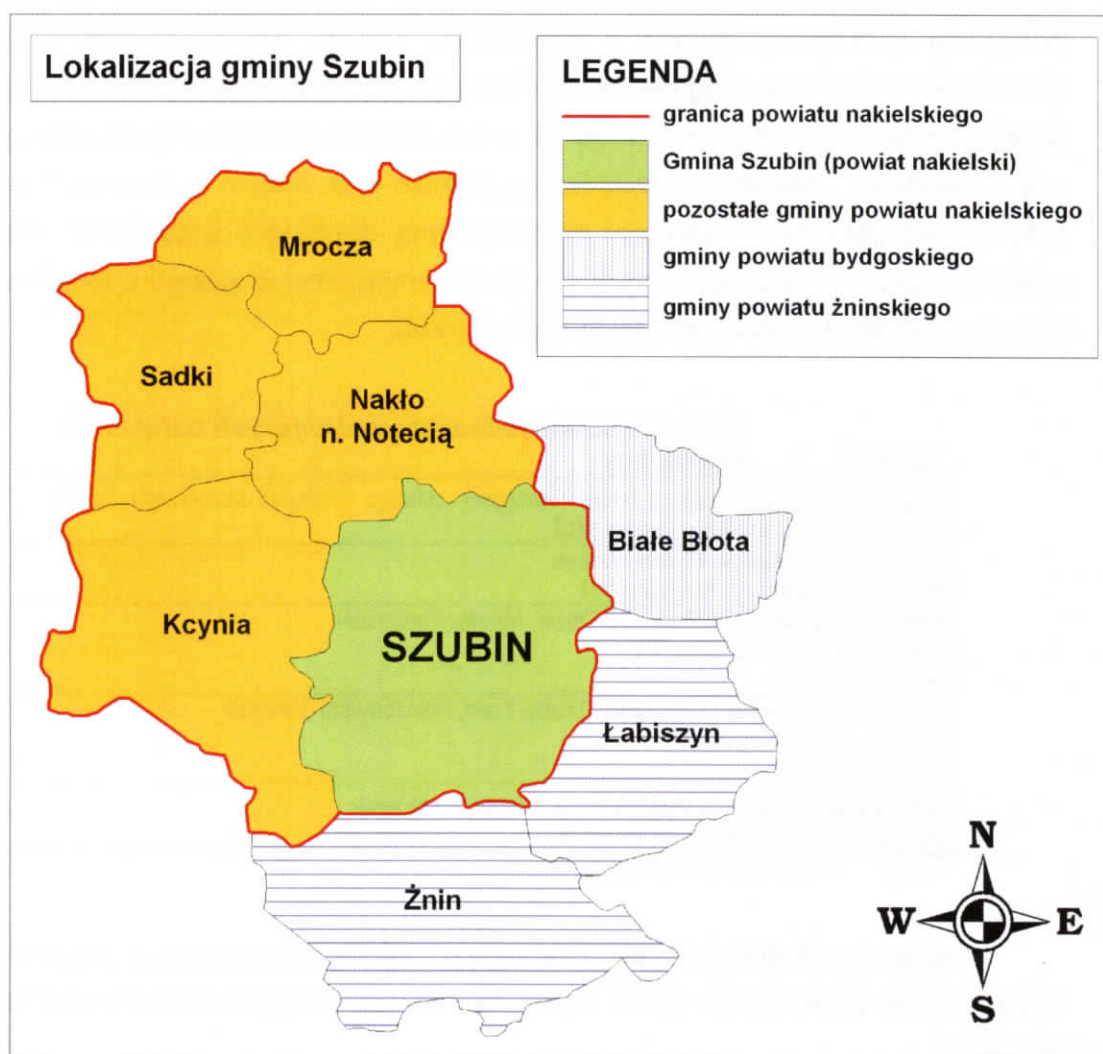 Lokalizacja gminy Szubin
LEGENDA
granica powiatu nakielskiego
Gmina Szubin (powiat nakielski)
pozostałe gminy powiatu nakielskiego
gminy powiatu bydgoskiego
gminy powiatu żninskiego
Mrocza
Sadki
Nakło
n. Notecią
Białe Błota
Kcynia
SZUBIN
Łabiszyn
Żnin
N
W
E
S